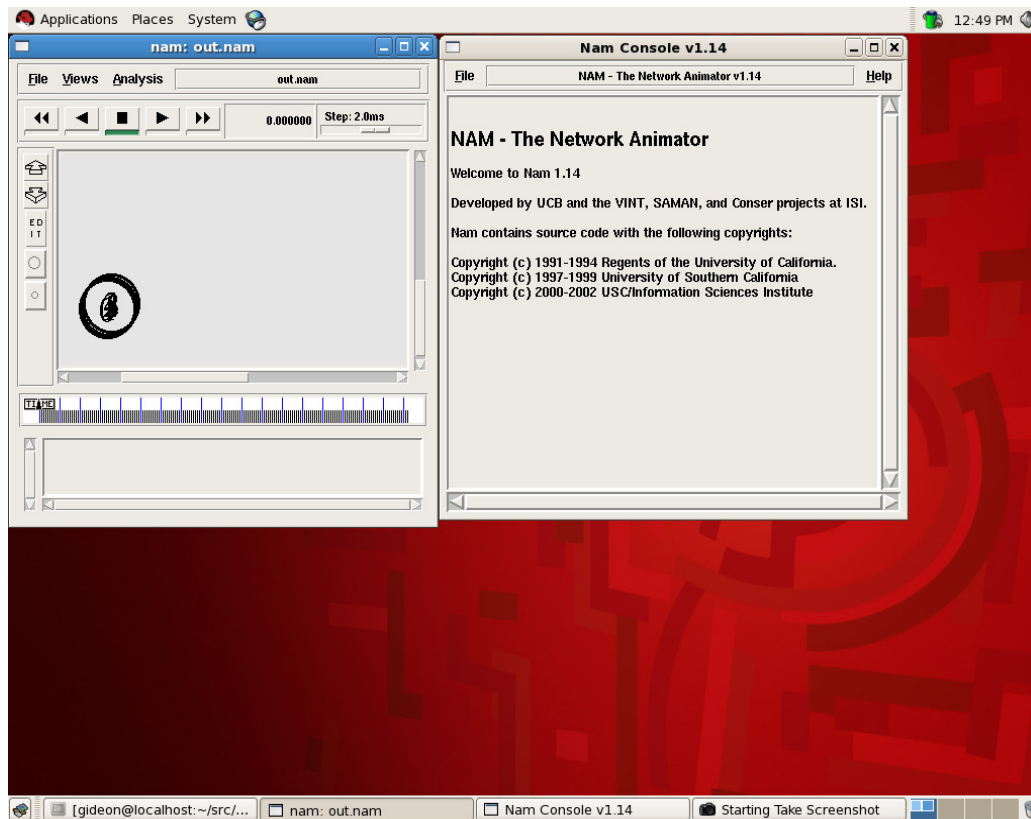 Applications Places System
12:49 PM
nam: out.nam
File Views Analysis out.nam
0.000000 Step: 2.0ms
ED
IT
TIME
Nam Console v1.14
File NAM - The Network Animator v1.14 Help
NAM - The Network Animator
Welcome to Nam 1.14
Developed by UCB and the VINT, SAMAN, and Conser projects at ISI.
Nam contains source code with the following copyrights:
Copyright (c) 1991-1994 Regents of the University of California.
Copyright (c) 1997-1999 University of Southern California
Copyright (c) 2000-2002 USC/Information Sciences Institute
[gideon@localhost:~/src/... nam: out.nam Nam Console v1.14 Starting Take Screenshot